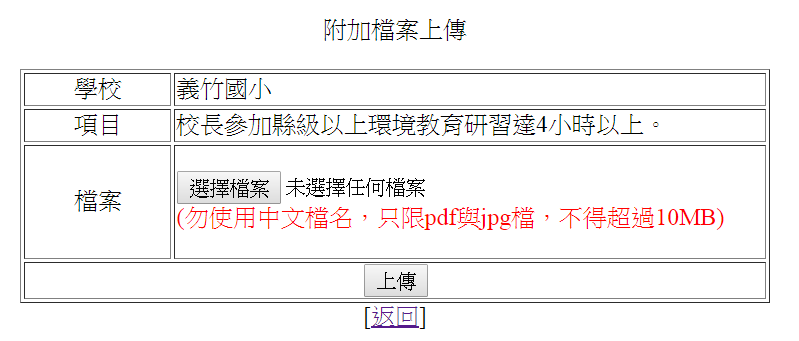 附加檔案上傳
學校 義竹國小
項目 校長參加縣級以上環境教育研習達4小時以上。
檔案 選擇檔案 未選擇任何檔案
(勿使用中文檔名，只限pdf與jpg檔，不得超過10MB)
上傳
[返回]